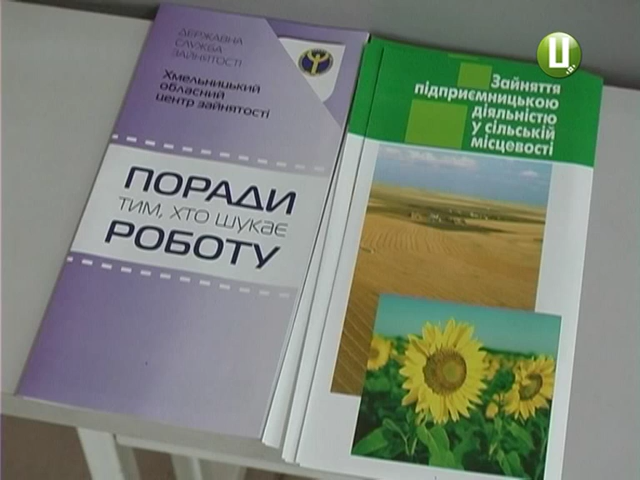 ДЕРЖАВНА
СЛУЖБА
ЗАЙНЯТОСТІ
Хмельницький
обласний
центр зайнятості
ПОРАДИ
тим, хто шукає
РОБОТУ
Зайняття
підприємницькою
діяльністю
у сільській
місцевості
Ц